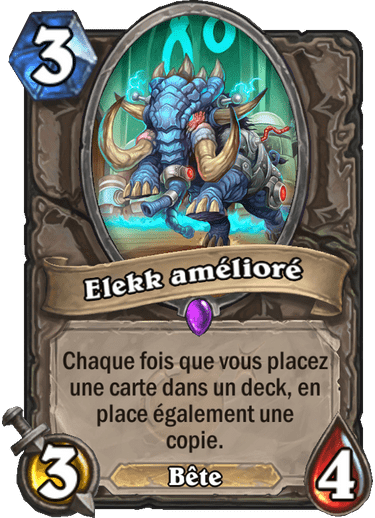 3
Elekk amélioré
Chaque fois que vous placez
une carte dans un deck, en
place également une
copie.
3
Bête
4